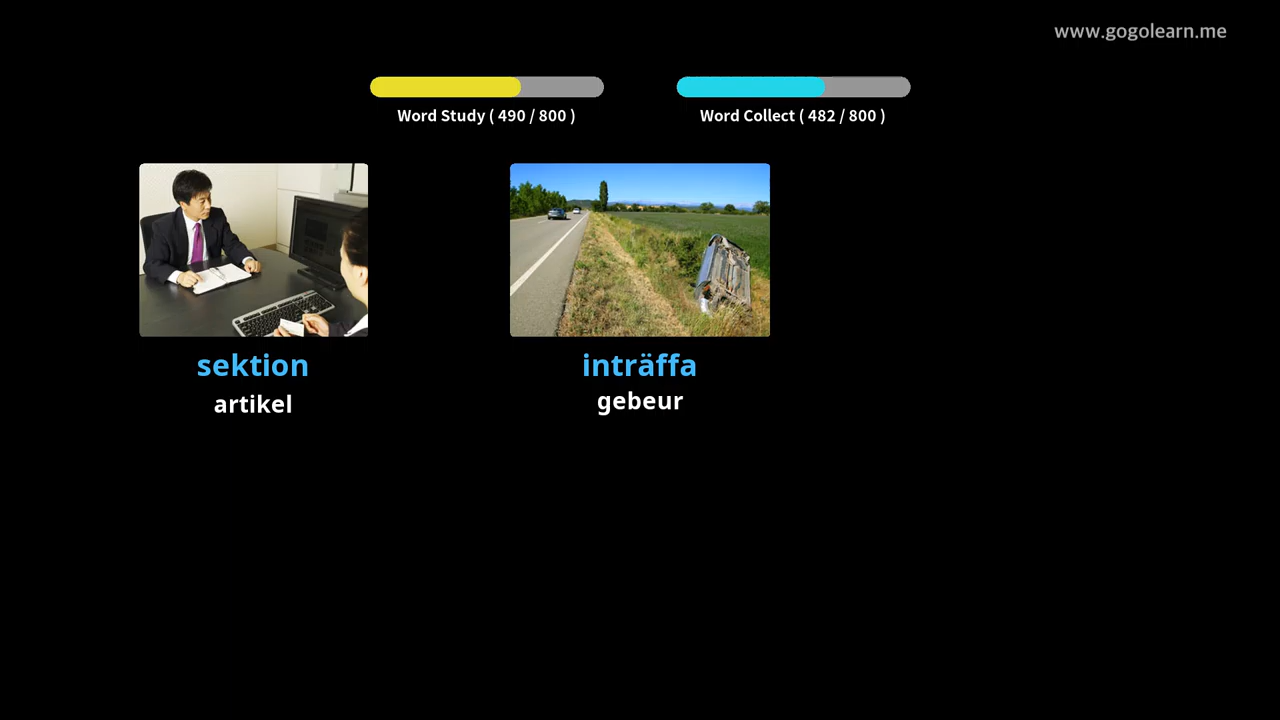 www.gogolearn.me
Word Study ( 490 / 800 )
Word Collect ( 482 / 800 )
sektion
artikel
inträffa
gebeur